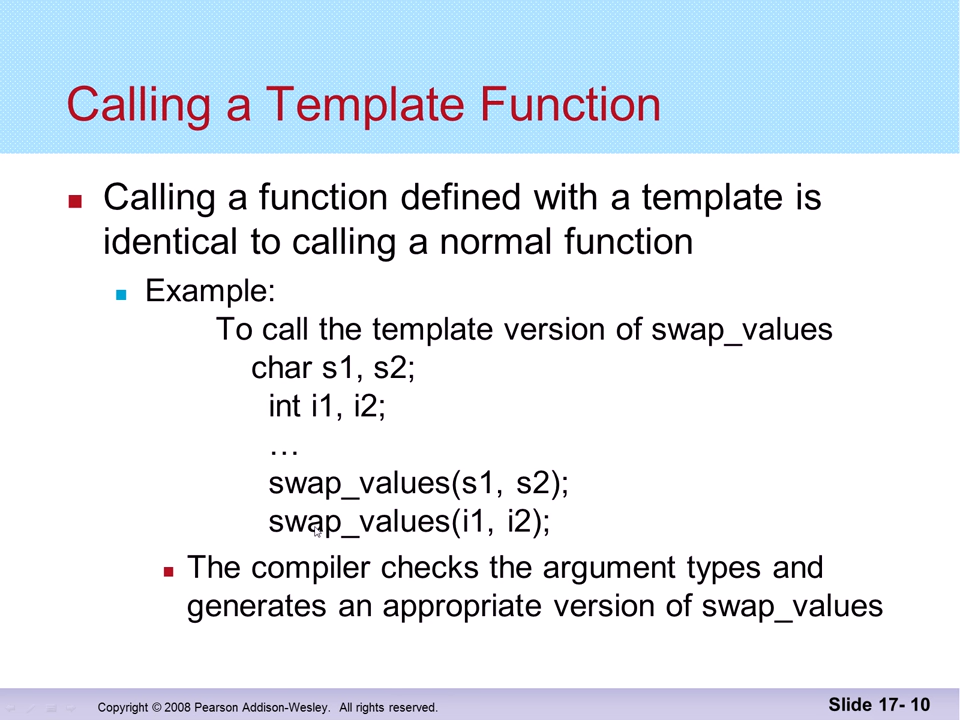 Calling a Template Function
Calling a function defined with a template is
identical to calling a normal function
Example:
To call the template version of swap_values
char s1, s2;
int i1, i2;
…
swap_values(s1, s2);
swap_values(i1, i2);
The compiler checks the argument types and
generates an appropriate version of swap_values
Copyright © 2008 Pearson Addison-Wesley. All rights reserved.
Slide 17- 10